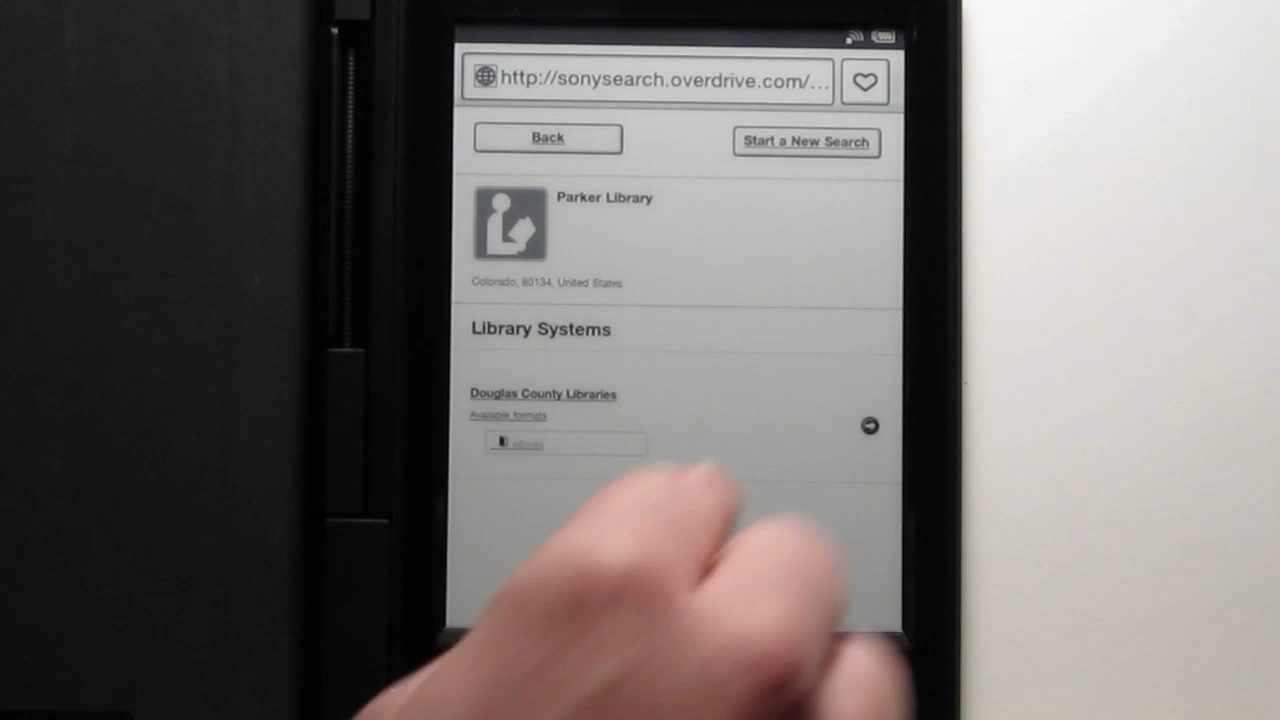 http://sonysearch.overdrive.com/...
Back
Start a New Search
Parker Library
Colorado, 80134, United States
Library Systems
Douglas County Libraries
Available formats
eBooks